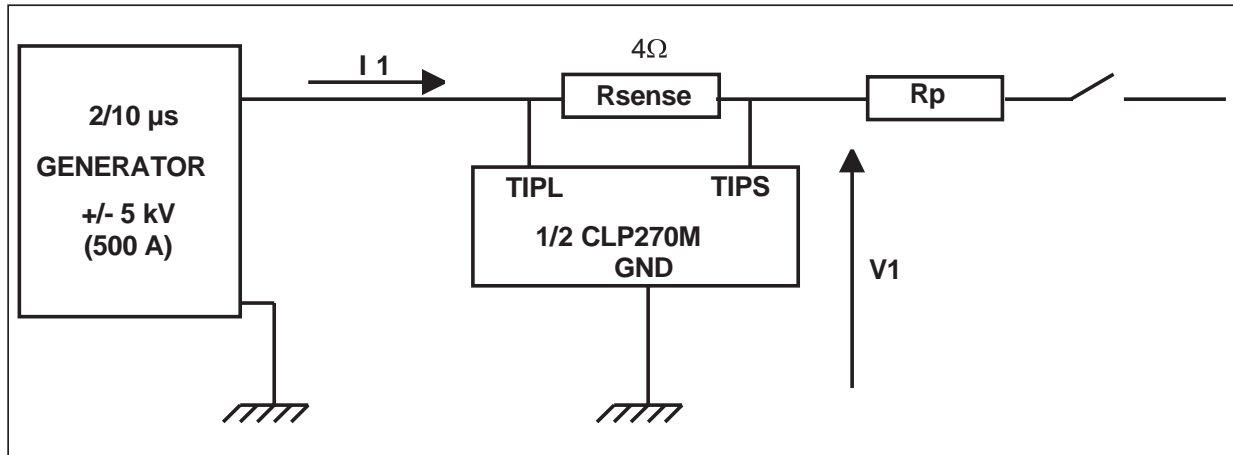 I 1
4Ω
Rsense
Rp
2/10 µs
GENERATOR
+/- 5 kV
(500 A)
TIPL TIPS
1/2 CLP270M
GND
V1